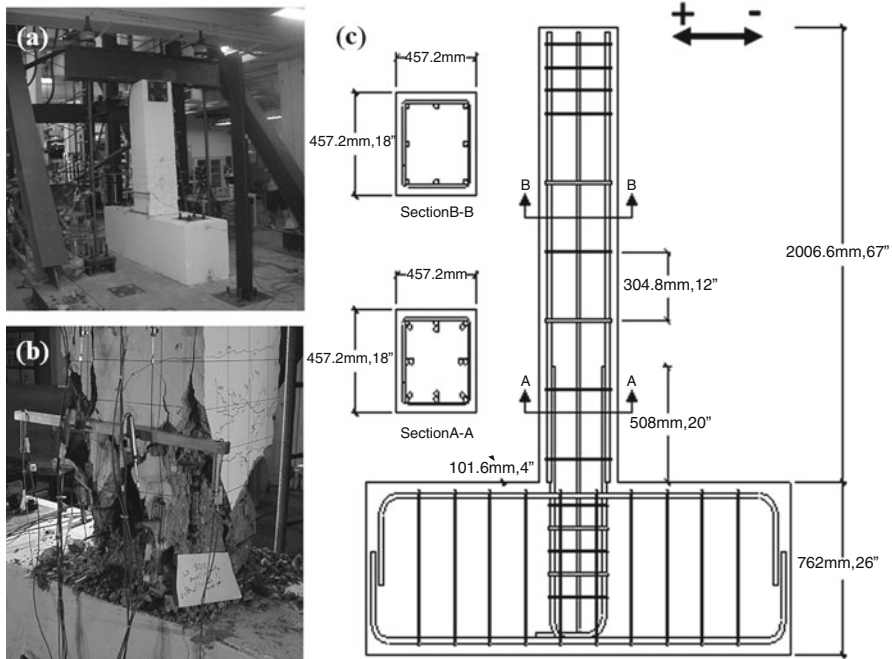 (a)
(b)
(c)
+ -
457.2mm
457.2mm,18"
SectionB-B
457.2mm
457.2mm,18"
SectionA-A
B B
A A
304.8mm,12"
508mm,20"
101.6mm,4"
2006.6mm,67"
762mm,26"